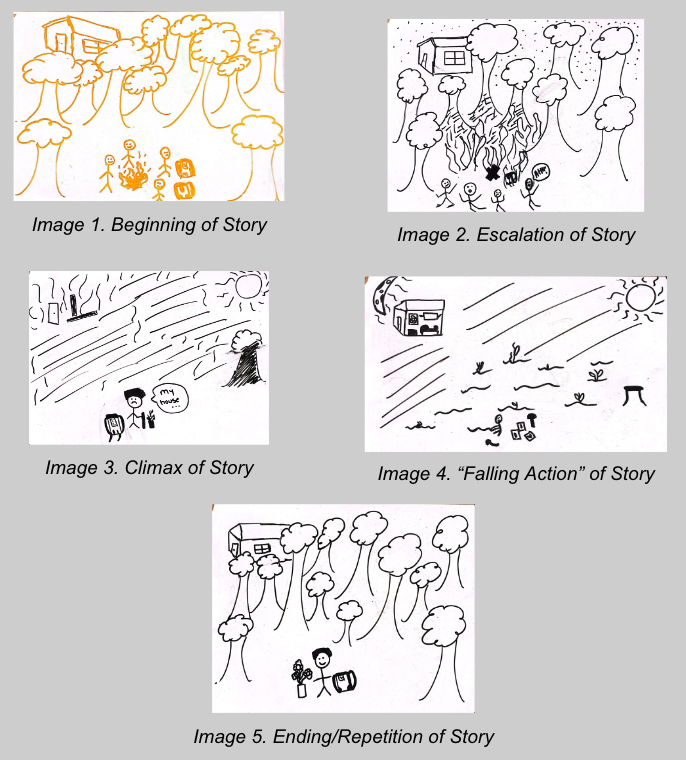 Image 1. Beginning of Story
Image 2. Escalation of Story
my
house
...
Image 3. Climax of Story
Image 4. “Falling Action” of Story
Image 5. Ending/Repetition of Story